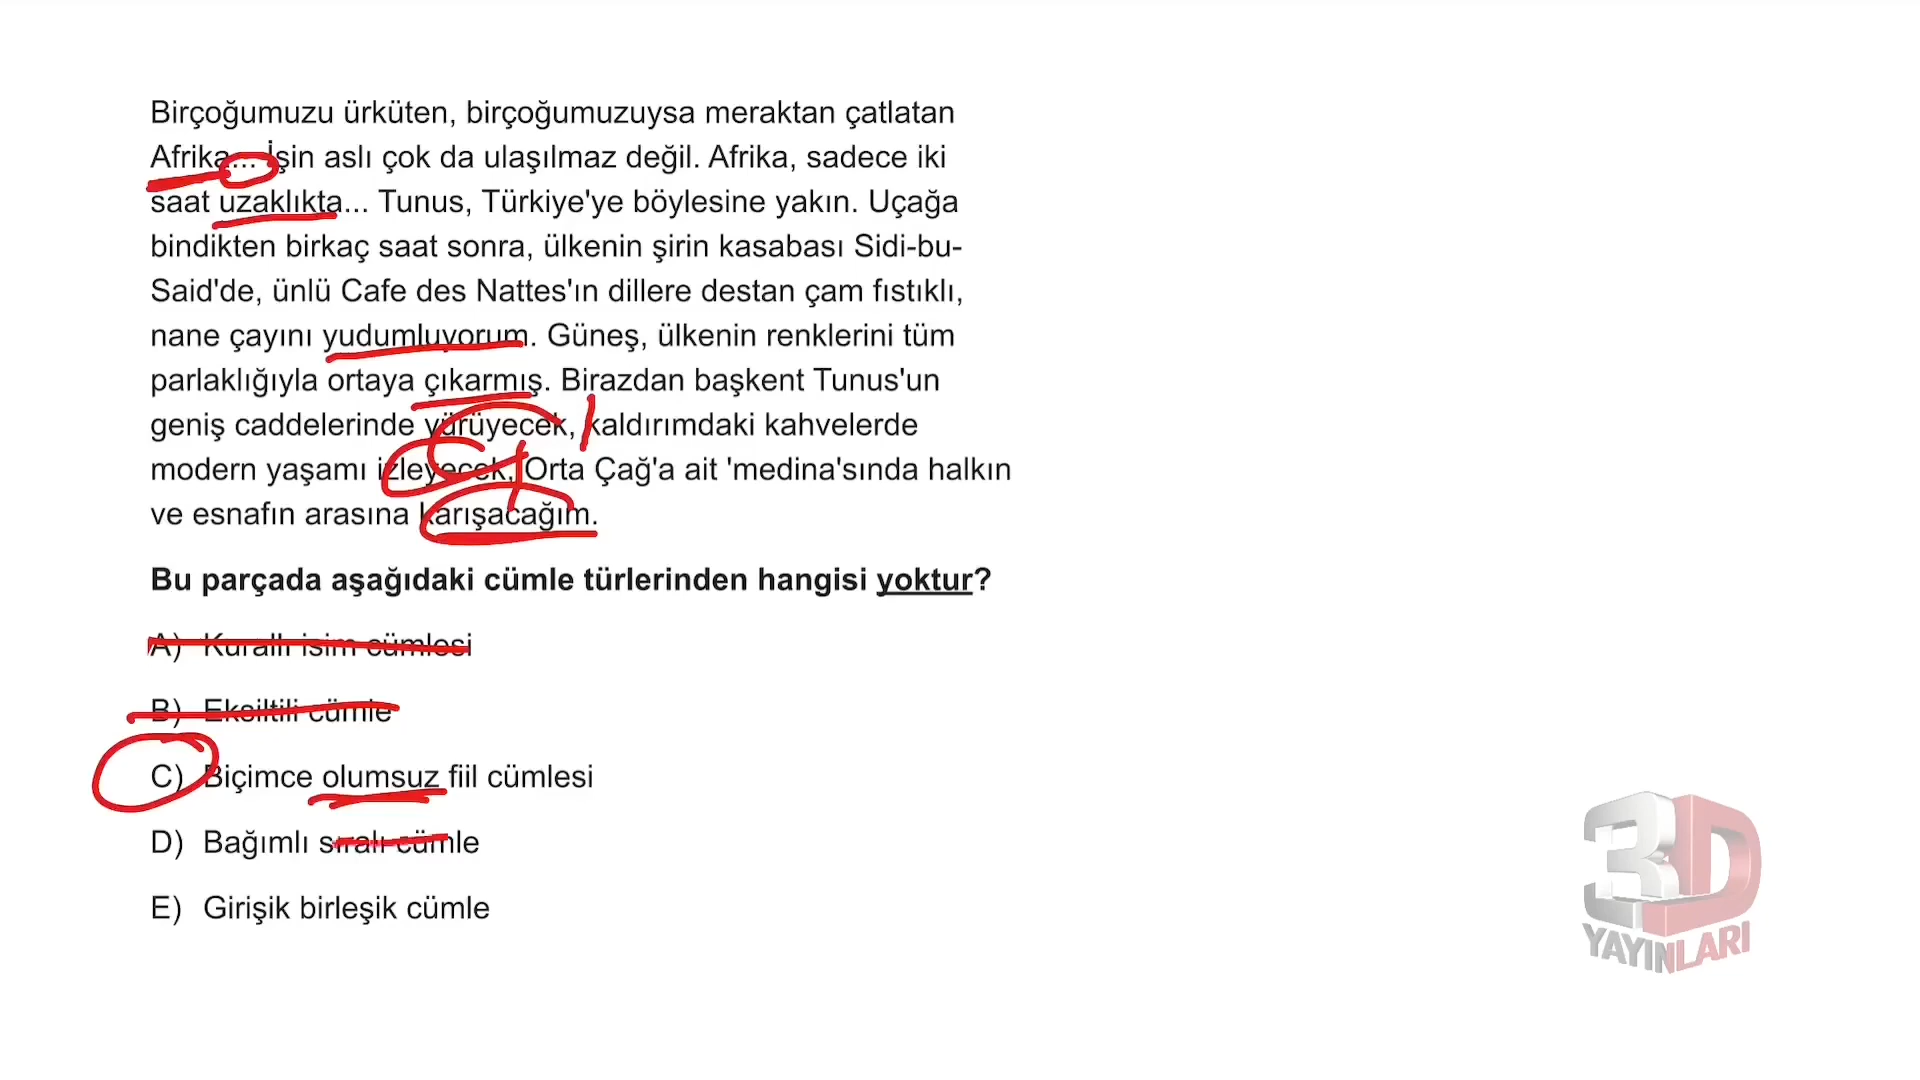 Birçoğumuzu ürküten, birçoğumuzuysa meraktan çatlatan
Afrika... İşin aslı çok da ulaşılmaz değil. Afrika, sadece iki
saat uzaklıkta... Tunus, Türkiye'ye böylesine yakın. Uçağa
bindikten birkaç saat sonra, ülkenin şirin kasabası Sidi-bu-
Said'de, ünlü Cafe des Nattes'ın dillere destan çam fıstıklı,
nane çayını yudumluyorum. Güneş, ülkenin renklerini tüm
parlaklığıyla ortaya çıkarmış. Birazdan başkent Tunus'un
geniş caddelerinde yürüyecek, kaldırımdaki kahvelerde
modern yaşamı izleyecek, Orta Çağ'a ait 'medina'sında halkın
ve esnafın arasına karışacağım.
Bu parçada aşağıdaki cümle türlerinden hangisi yoktur?
A) Kurallı isim cümlesi
B) Eksiltili cümle
C) Biçimce olumsuz fiil cümlesi
D) Bağımlı sıralı cümle
E) Girişik birleşik cümle
3D
YAYINLARI